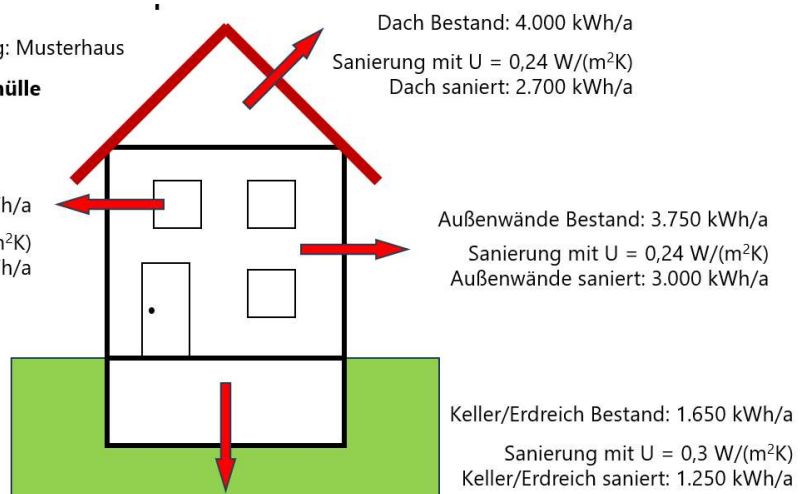 g: Musterhaus
ülle
Dach Bestand: 4.000 kWh/a
Sanierung mit U = 0,24 W/(m²K)
Dach saniert: 2.700 kWh/a
h/a
m²K)
h/a
Außenwände Bestand: 3.750 kWh/a
Sanierung mit U = 0,24 W/(m²K)
Außenwände saniert: 3.000 kWh/a
Keller/Erdreich Bestand: 1.650 kWh/a
Sanierung mit U = 0,3 W/(m²K)
Keller/Erdreich saniert: 1.250 kWh/a